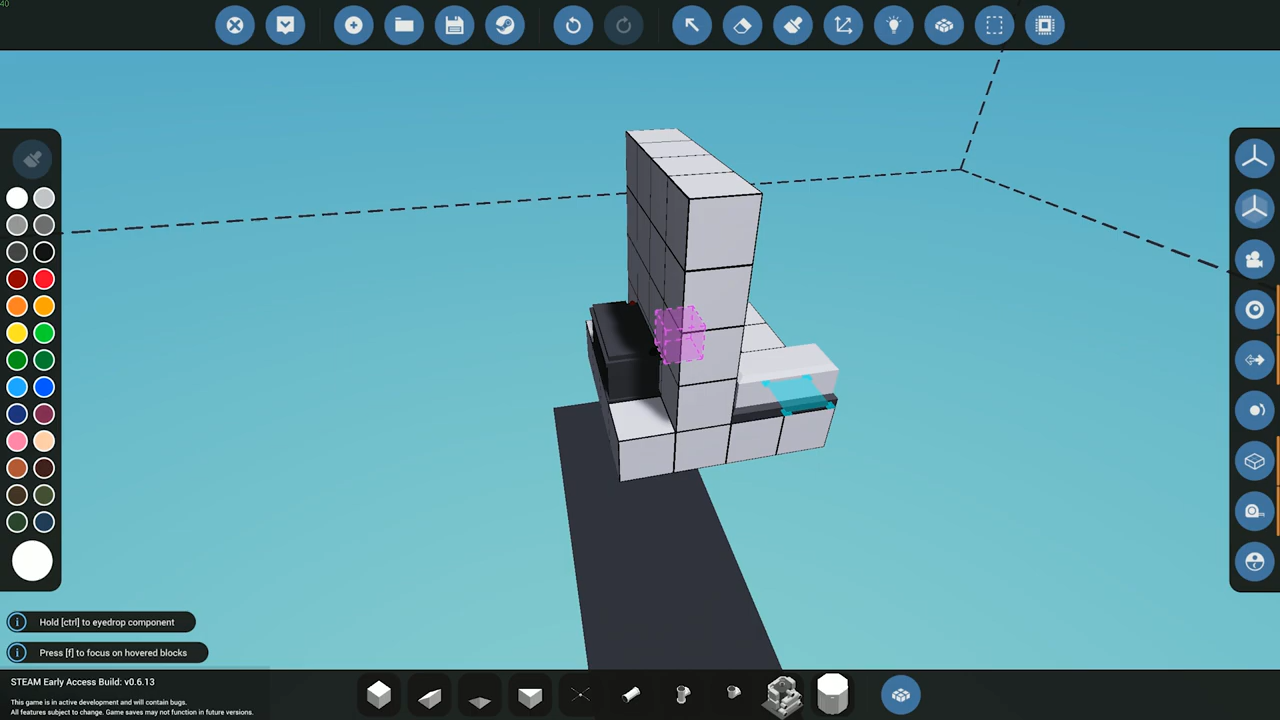 40
Hold [ctrl] to eyedrop component
Press [f] to focus on hovered blocks
STEAM Early Access Build: v0.6.13
This game is in active development and will contain bugs.
All features subject to change. Game saves may not function in future versions.